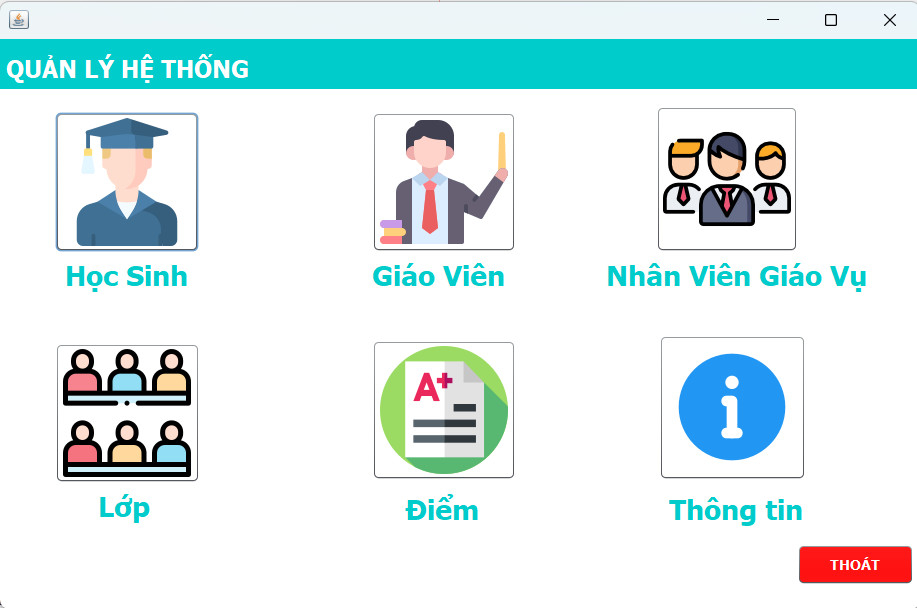 QUẢN LÝ HỆ THỐNG
Học Sinh
Giáo Viên
Nhân Viên Giáo Vụ
A+
Lớp
Điểm
Thông tin
THOÁT